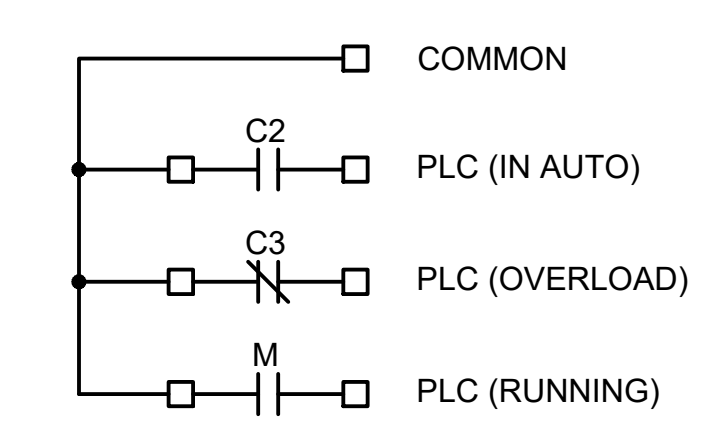 COMMON
C2
PLC (IN AUTO)
C3
PLC (OVERLOAD)
M
PLC (RUNNING)